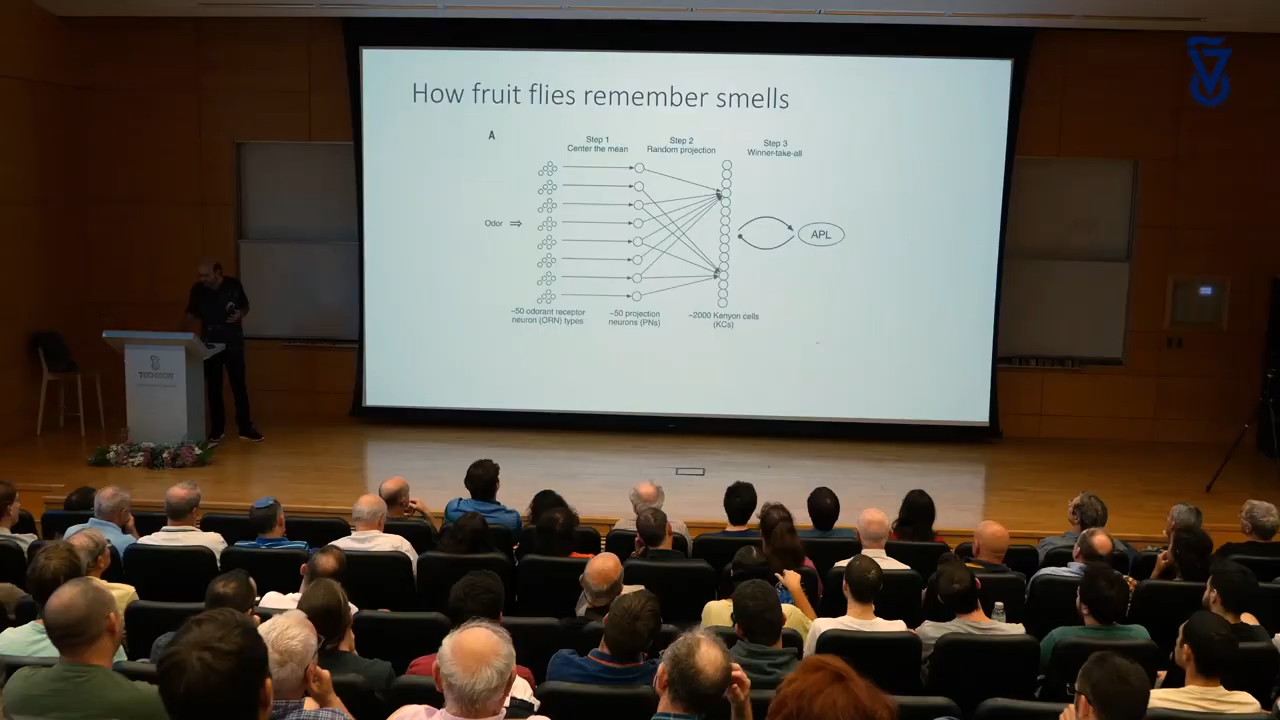 How fruit flies remember smells
A
Step 1
Center the mean
Step 2
Random projection
Step 3
Winner-take-all
Odor ⇒
APL
~50 odorant receptor
neuron (ORN) types
~50 projection
neurons (PNs)
~2000 Kenyon cells
(KCs)
TECHNION